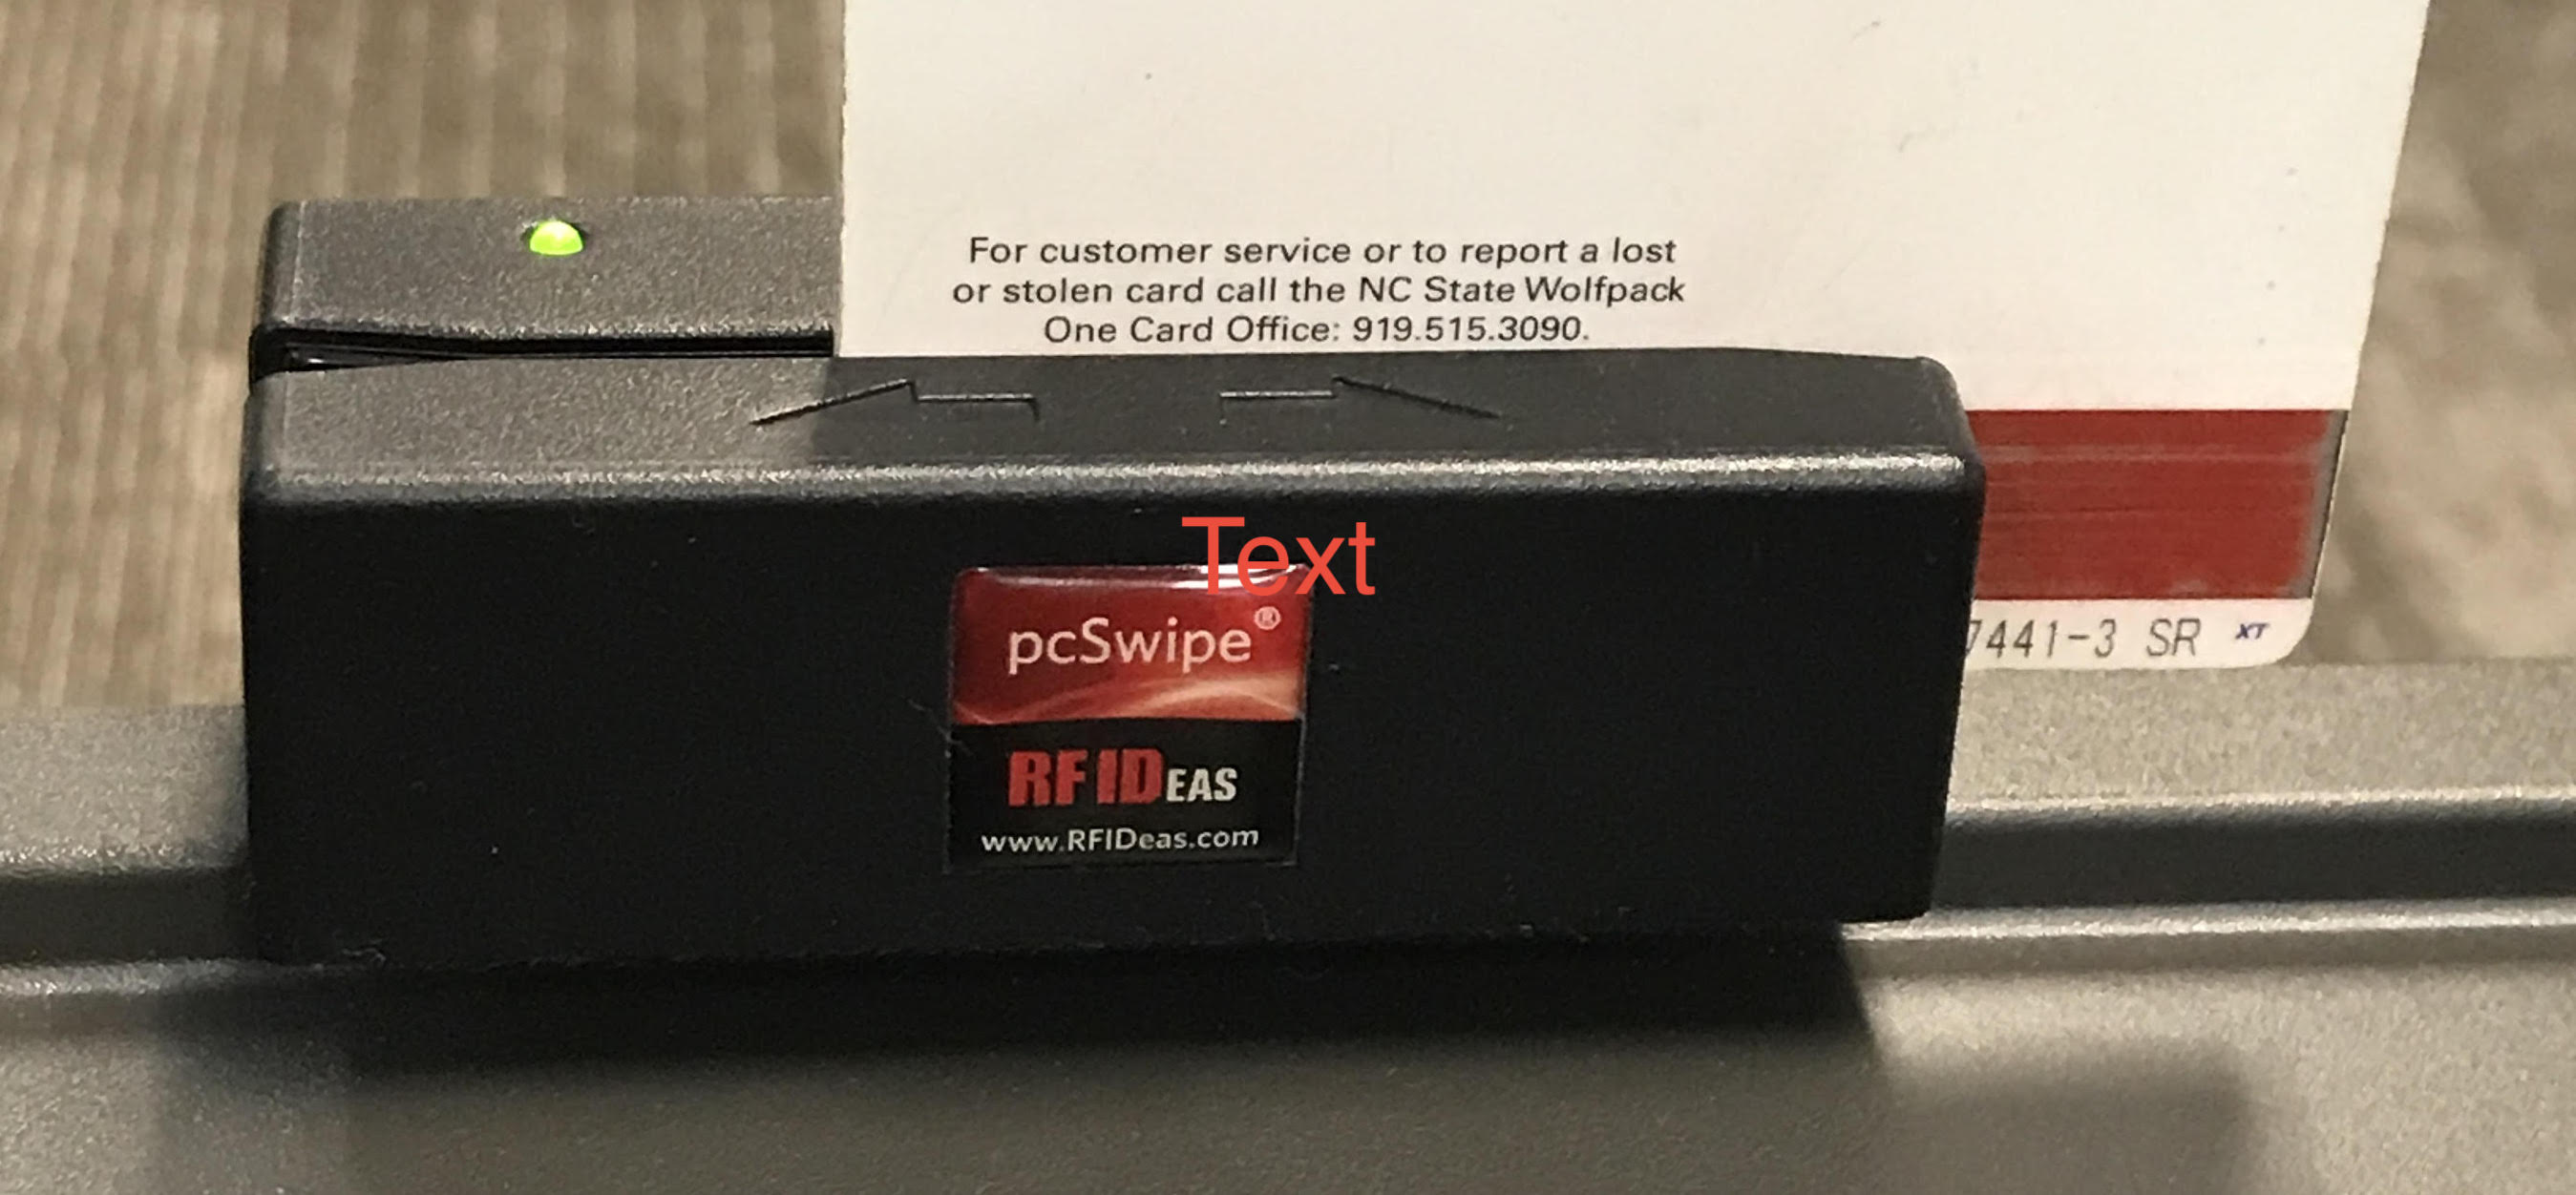 For customer service or to report a lost
or stolen card call the NC State Wolfpack
One Card Office: 919.515.3090.
Text
pcSwipe®
7441-3 SR XT
RFIDEAS
www.RFIDeas.com